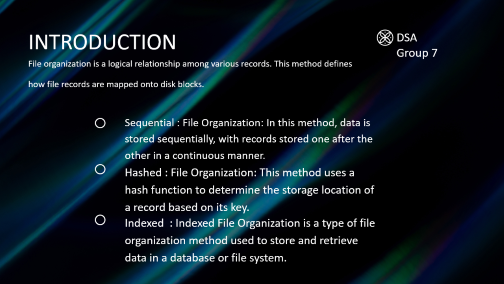 INTRODUCTION
DSA
Group 7
File organization is a logical relationship among various records. This method defines
how file records are mapped onto disk blocks.
Sequential : File Organization: In this method, data is
stored sequentially, with records stored one after the
other in a continuous manner.
Hashed : File Organization: This method uses a
hash function to determine the storage location of
a record based on its key.
Indexed : Indexed File Organization is a type of file
organization method used to store and retrieve
data in a database or file system.